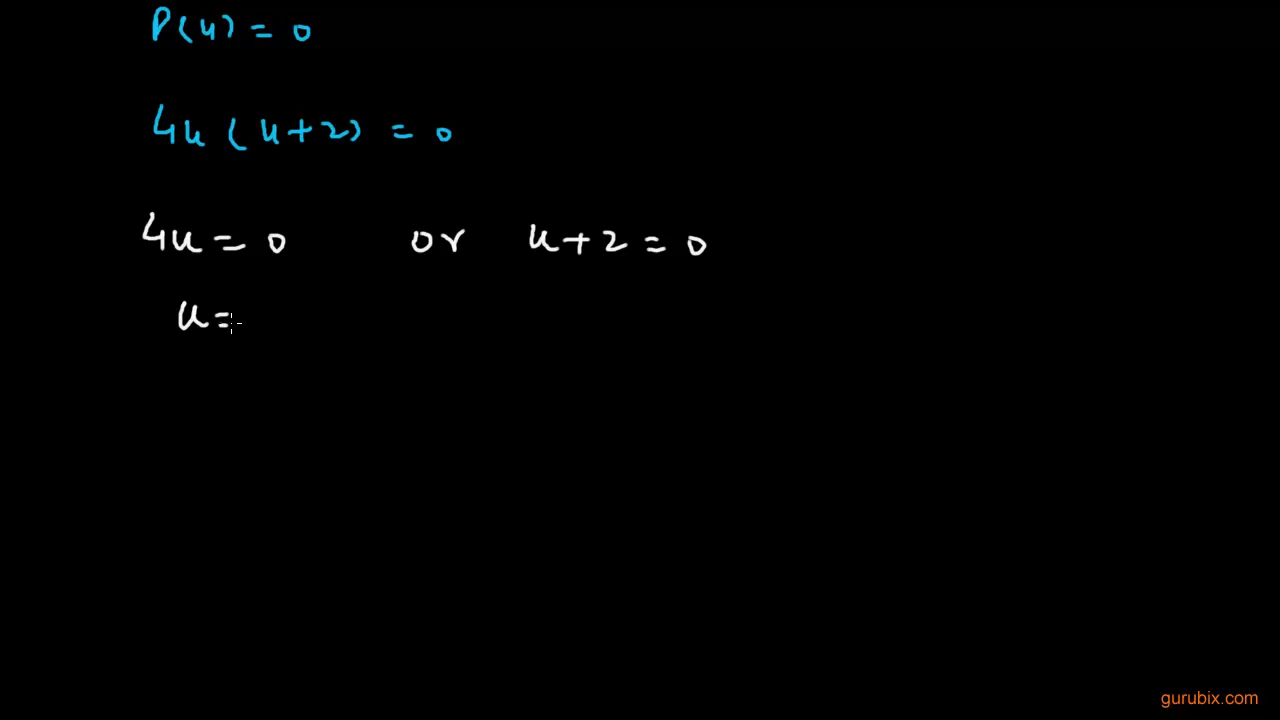 P(u) = 0
4u (u+2) = 0
4u = 0 or u+2 = 0
u =
gurubix.com